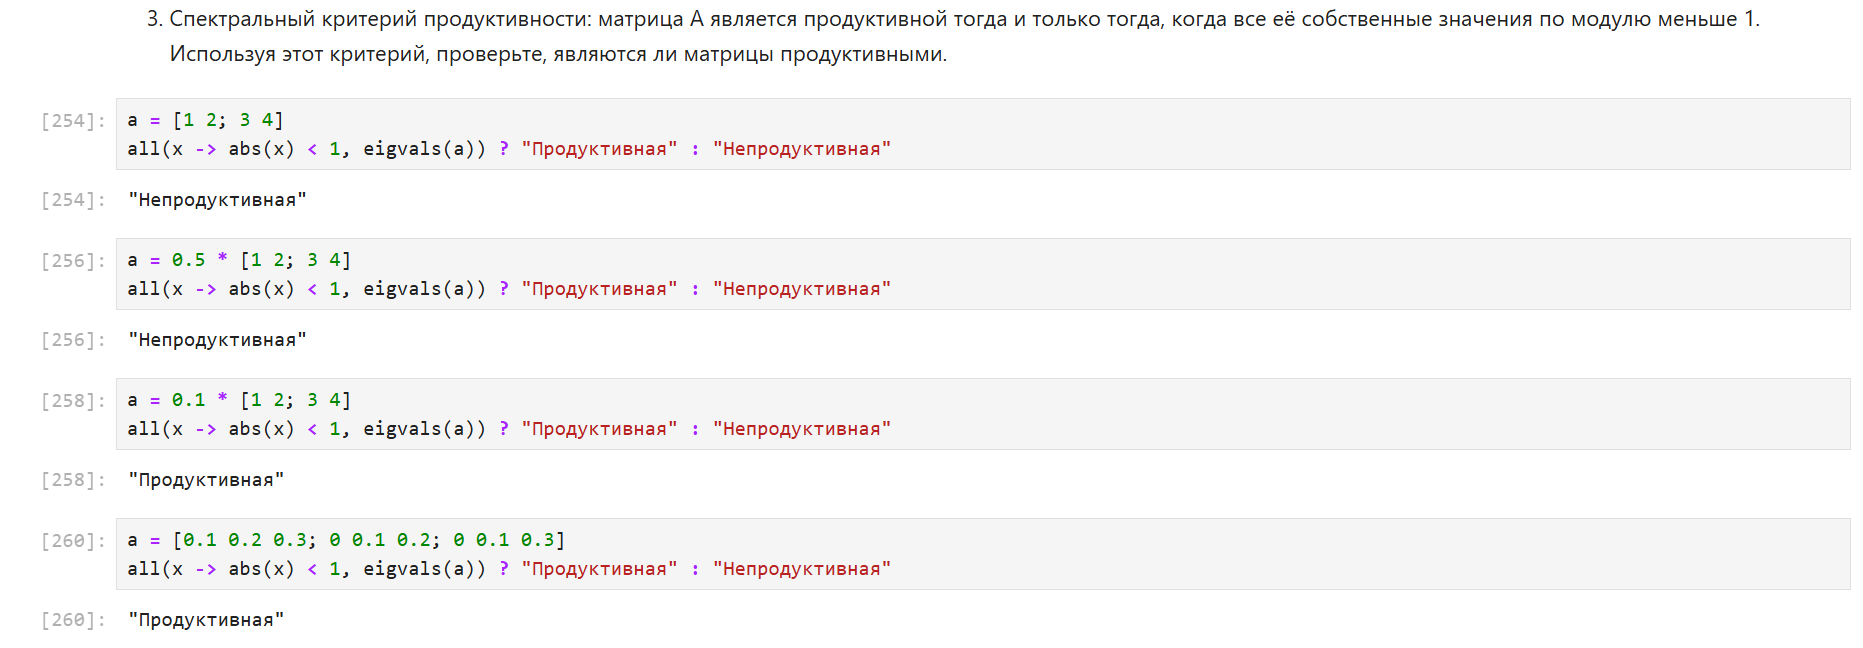 3. Спектральный критерий продуктивности: матрица A является продуктивной тогда и только тогда, когда все её собственные значения по модулю меньше 1.
Используя этот критерий, проверьте, являются ли матрицы продуктивными.
[254]: a = [1 2; 3 4]
all(x -> abs(x) < 1, eigvals(a)) ? "Продуктивная" : "Непродуктивная"
[254]: "Непродуктивная"
[256]: a = 0.5 * [1 2; 3 4]
all(x -> abs(x) < 1, eigvals(a)) ? "Продуктивная" : "Непродуктивная"
[256]: "Непродуктивная"
[258]: a = 0.1 * [1 2; 3 4]
all(x -> abs(x) < 1, eigvals(a)) ? "Продуктивная" : "Непродуктивная"
[258]: "Продуктивная"
[260]: a = [0.1 0.2 0.3; 0 0.1 0.2; 0 0.1 0.3]
all(x -> abs(x) < 1, eigvals(a)) ? "Продуктивная" : "Непродуктивная"
[260]: "Продуктивная"